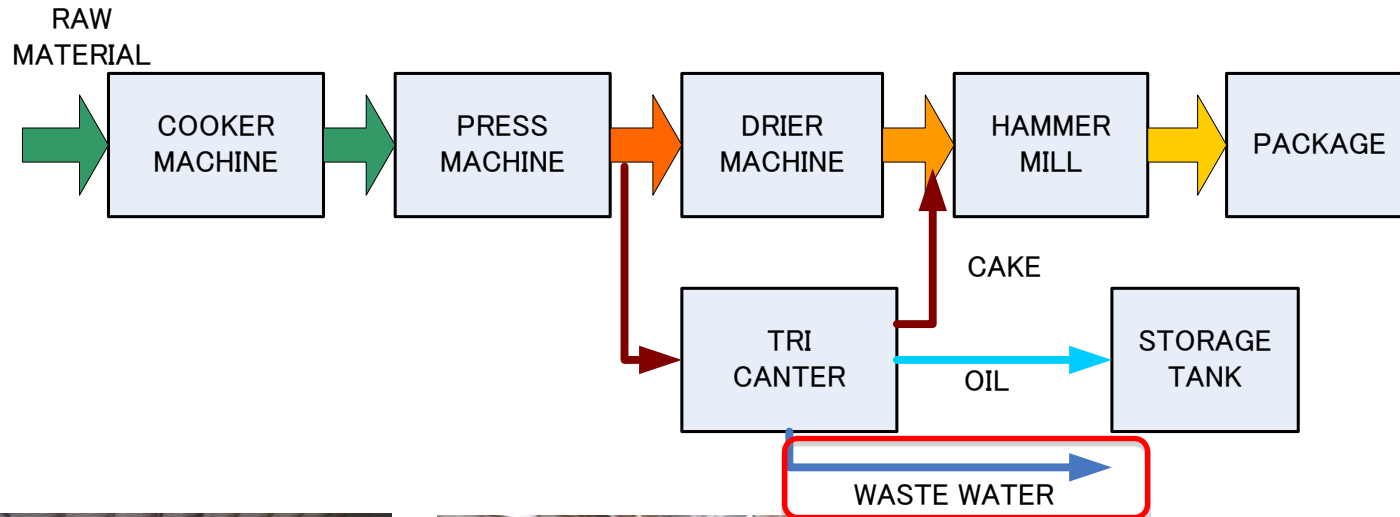 RAW
MATERIAL
COOKER
MACHINE
PRESS
MACHINE
DRIER
MACHINE
HAMMER
MILL
PACKAGE
CAKE
TRI
CANTER
OIL
STORAGE
TANK
WASTE WATER